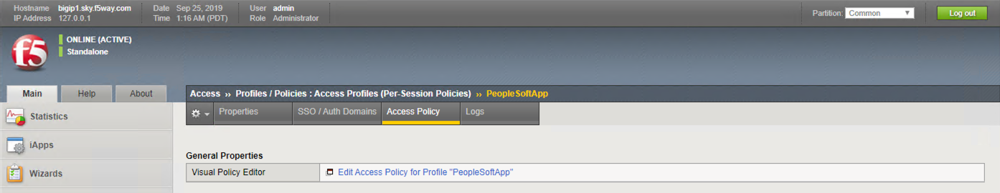 Hostname bigip1.sky.f5way.com Date Sep 25, 2019 User admin
IP Address 127.0.0.1 Time 1:16 AM (PDT) Role Administrator
Partition: Common Log out
f5
ONLINE (ACTIVE)
Standalone
Main Help About
Access ›› Profiles / Policies : Access Profiles (Per-Session Policies) ›› PeopleSoftApp
Properties SSO / Auth Domains Access Policy Logs
Statistics
iApps
Wizards
General Properties
Visual Policy Editor Edit Access Policy for Profile "PeopleSoftApp"